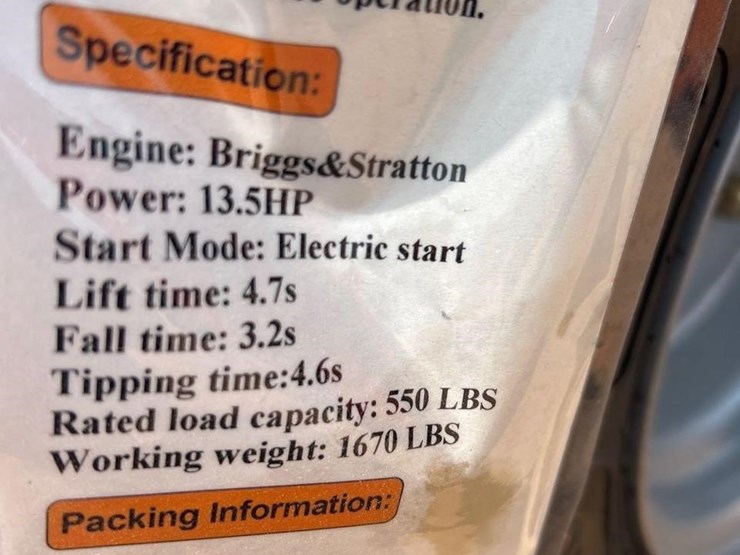 operation.
Specification:
Engine: Briggs&Stratton
Power: 13.5HP
Start Mode: Electric start
Lift time: 4.7s
Fall time: 3.2s
Tipping time:4.6s
Rated load capacity: 550 LBS
Working weight: 1670 LBS
Packing Information: